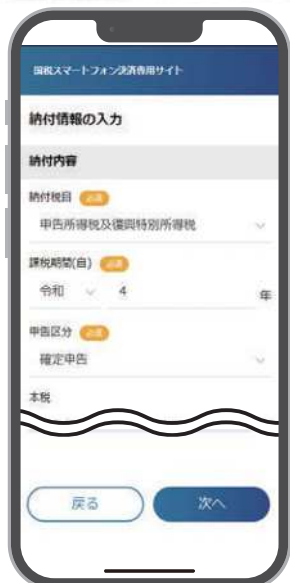 国税スマートフォン決済専用サイト
納付情報の入力
納付内容
納付税目 必須
申告所得税及復興特別所得税
課税期間(自) 必須
令和 4 年
申告区分 必須
確定申告
本税
戻る 次へ